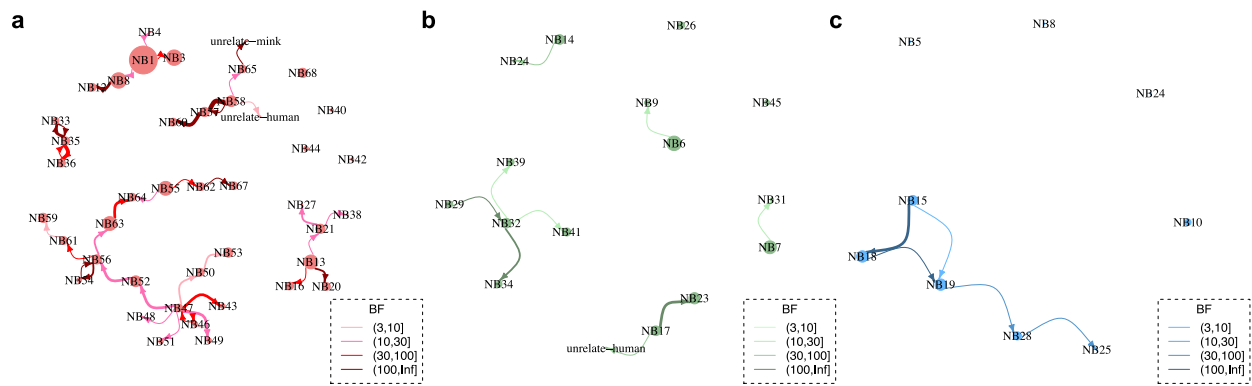 a
NB4
unrelate−mink
NB1
NB3
NB65
NB68
NB12
NB8
NB58
NB40
NB57
NB60
unrelate−human
NB33
NB35
NB36
NB44
NB42
NB55
NB62
NB67
NB64
NB59
NB63
NB27
NB38
NB21
NB61
NB56
NB53
NB54
NB52
NB50
NB13
NB16
NB20
NB47
NB43
NB48
NB46
NB51
NB49
BF
(3,10]
(10,30]
(30,100]
(100,Inf]
b
NB26
NB14
NB24
NB9
NB45
NB6
NB39
NB29
NB32
NB41
NB31
NB7
NB34
NB23
NB17
unrelate−human
BF
(3,10]
(10,30]
(30,100]
(100,Inf]
c
NB8
NB5
NB24
NB15
NB10
NB18
NB19
NB28
NB25
BF
(3,10]
(10,30]
(30,100]
(100,Inf]